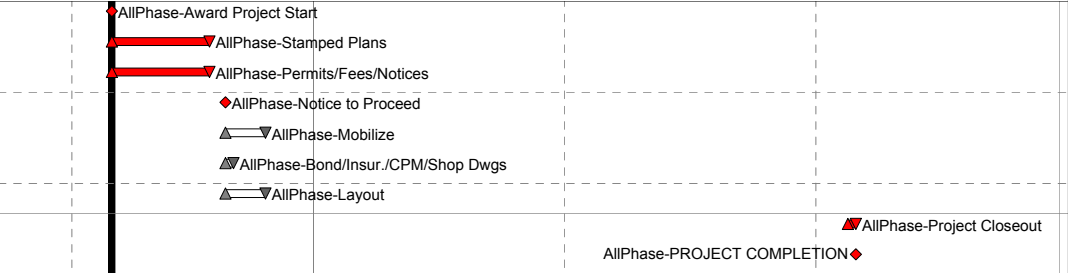 AllPhase-Award Project Start
AllPhase-Stamped Plans
AllPhase-Permits/Fees/Notices
AllPhase-Notice to Proceed
AllPhase-Mobilize
AllPhase-Bond/Insur./CPM/Shop Dwgs
AllPhase-Layout
AllPhase-Project Closeout
AllPhase-PROJECT COMPLETION